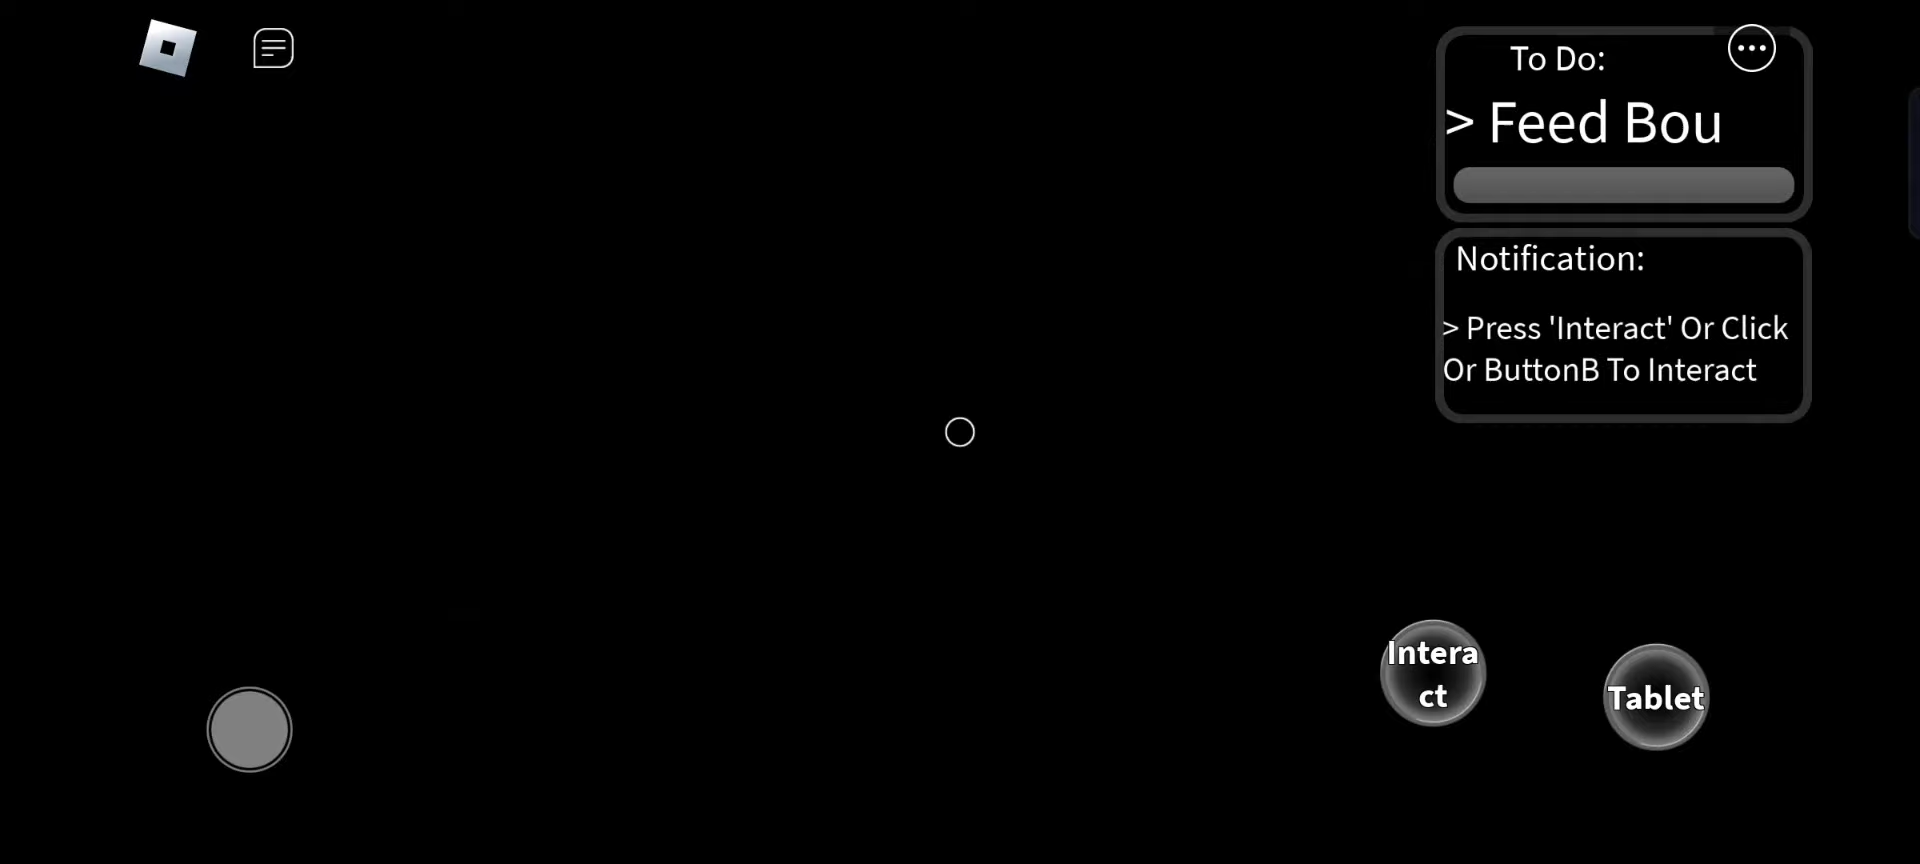 To Do:
> Feed Bou
Notification:
> Press 'Interact' Or Click
Or ButtonB To Interact
Intera
ct
Tablet